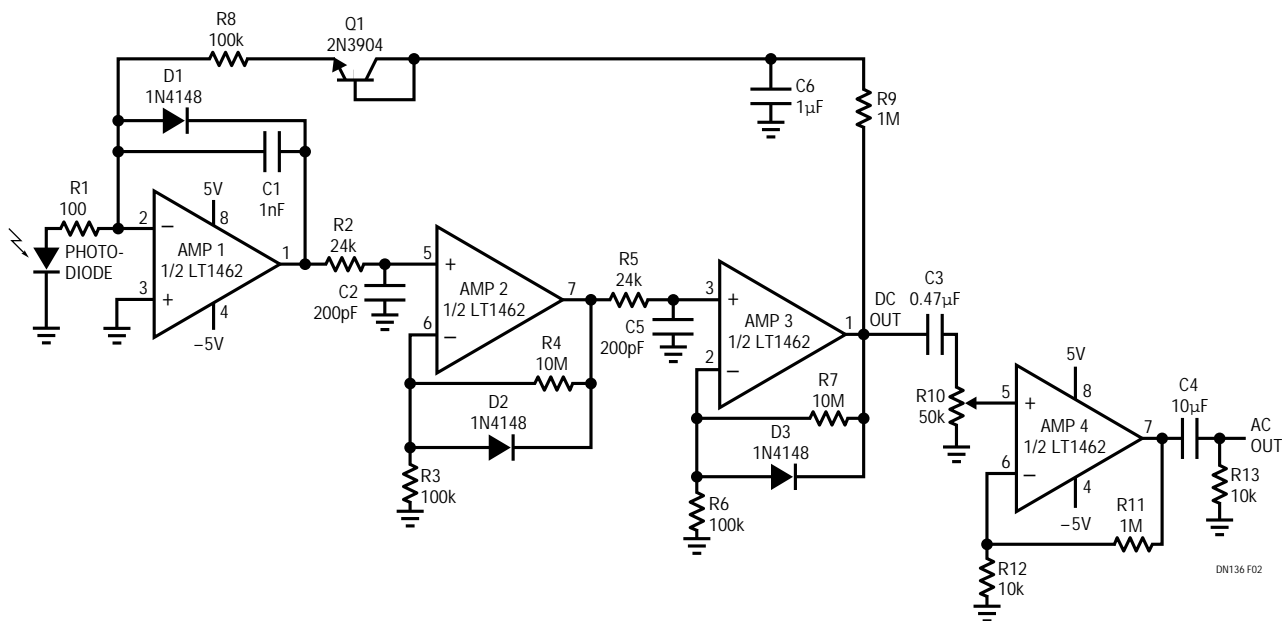 R8
100k
Q1
2N3904
D1
1N4148
C6
1µF
R9
1M
R1
100
C1
1nF
5V
8
2
–
PHOTO-
DIODE
AMP 1
1/2 LT1462
1
3
+
4
–5V
R2
24k
C2
200pF
5
+
AMP 2
1/2 LT1462
7
6
–
R4
10M
D2
1N4148
R3
100k
R5
24k
C5
200pF
3
+
AMP 3
1/2 LT1462
1
2
–
R7
10M
D3
1N4148
R6
100k
DC
OUT
C3
0.47µF
R10
50k
5V
8
5
+
AMP 4
1/2 LT1462
7
6
–
4
–5V
C4
10µF
AC
OUT
R13
10k
R11
1M
R12
10k
DN136 F02